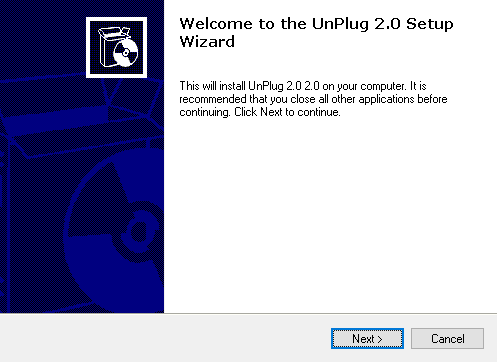 Welcome to the UnPlug 2.0 Setup
Wizard
This will install UnPlug 2.0 2.0 on your computer. It is
recommended that you close all other applications before
continuing. Click Next to continue.
Next >
Cancel